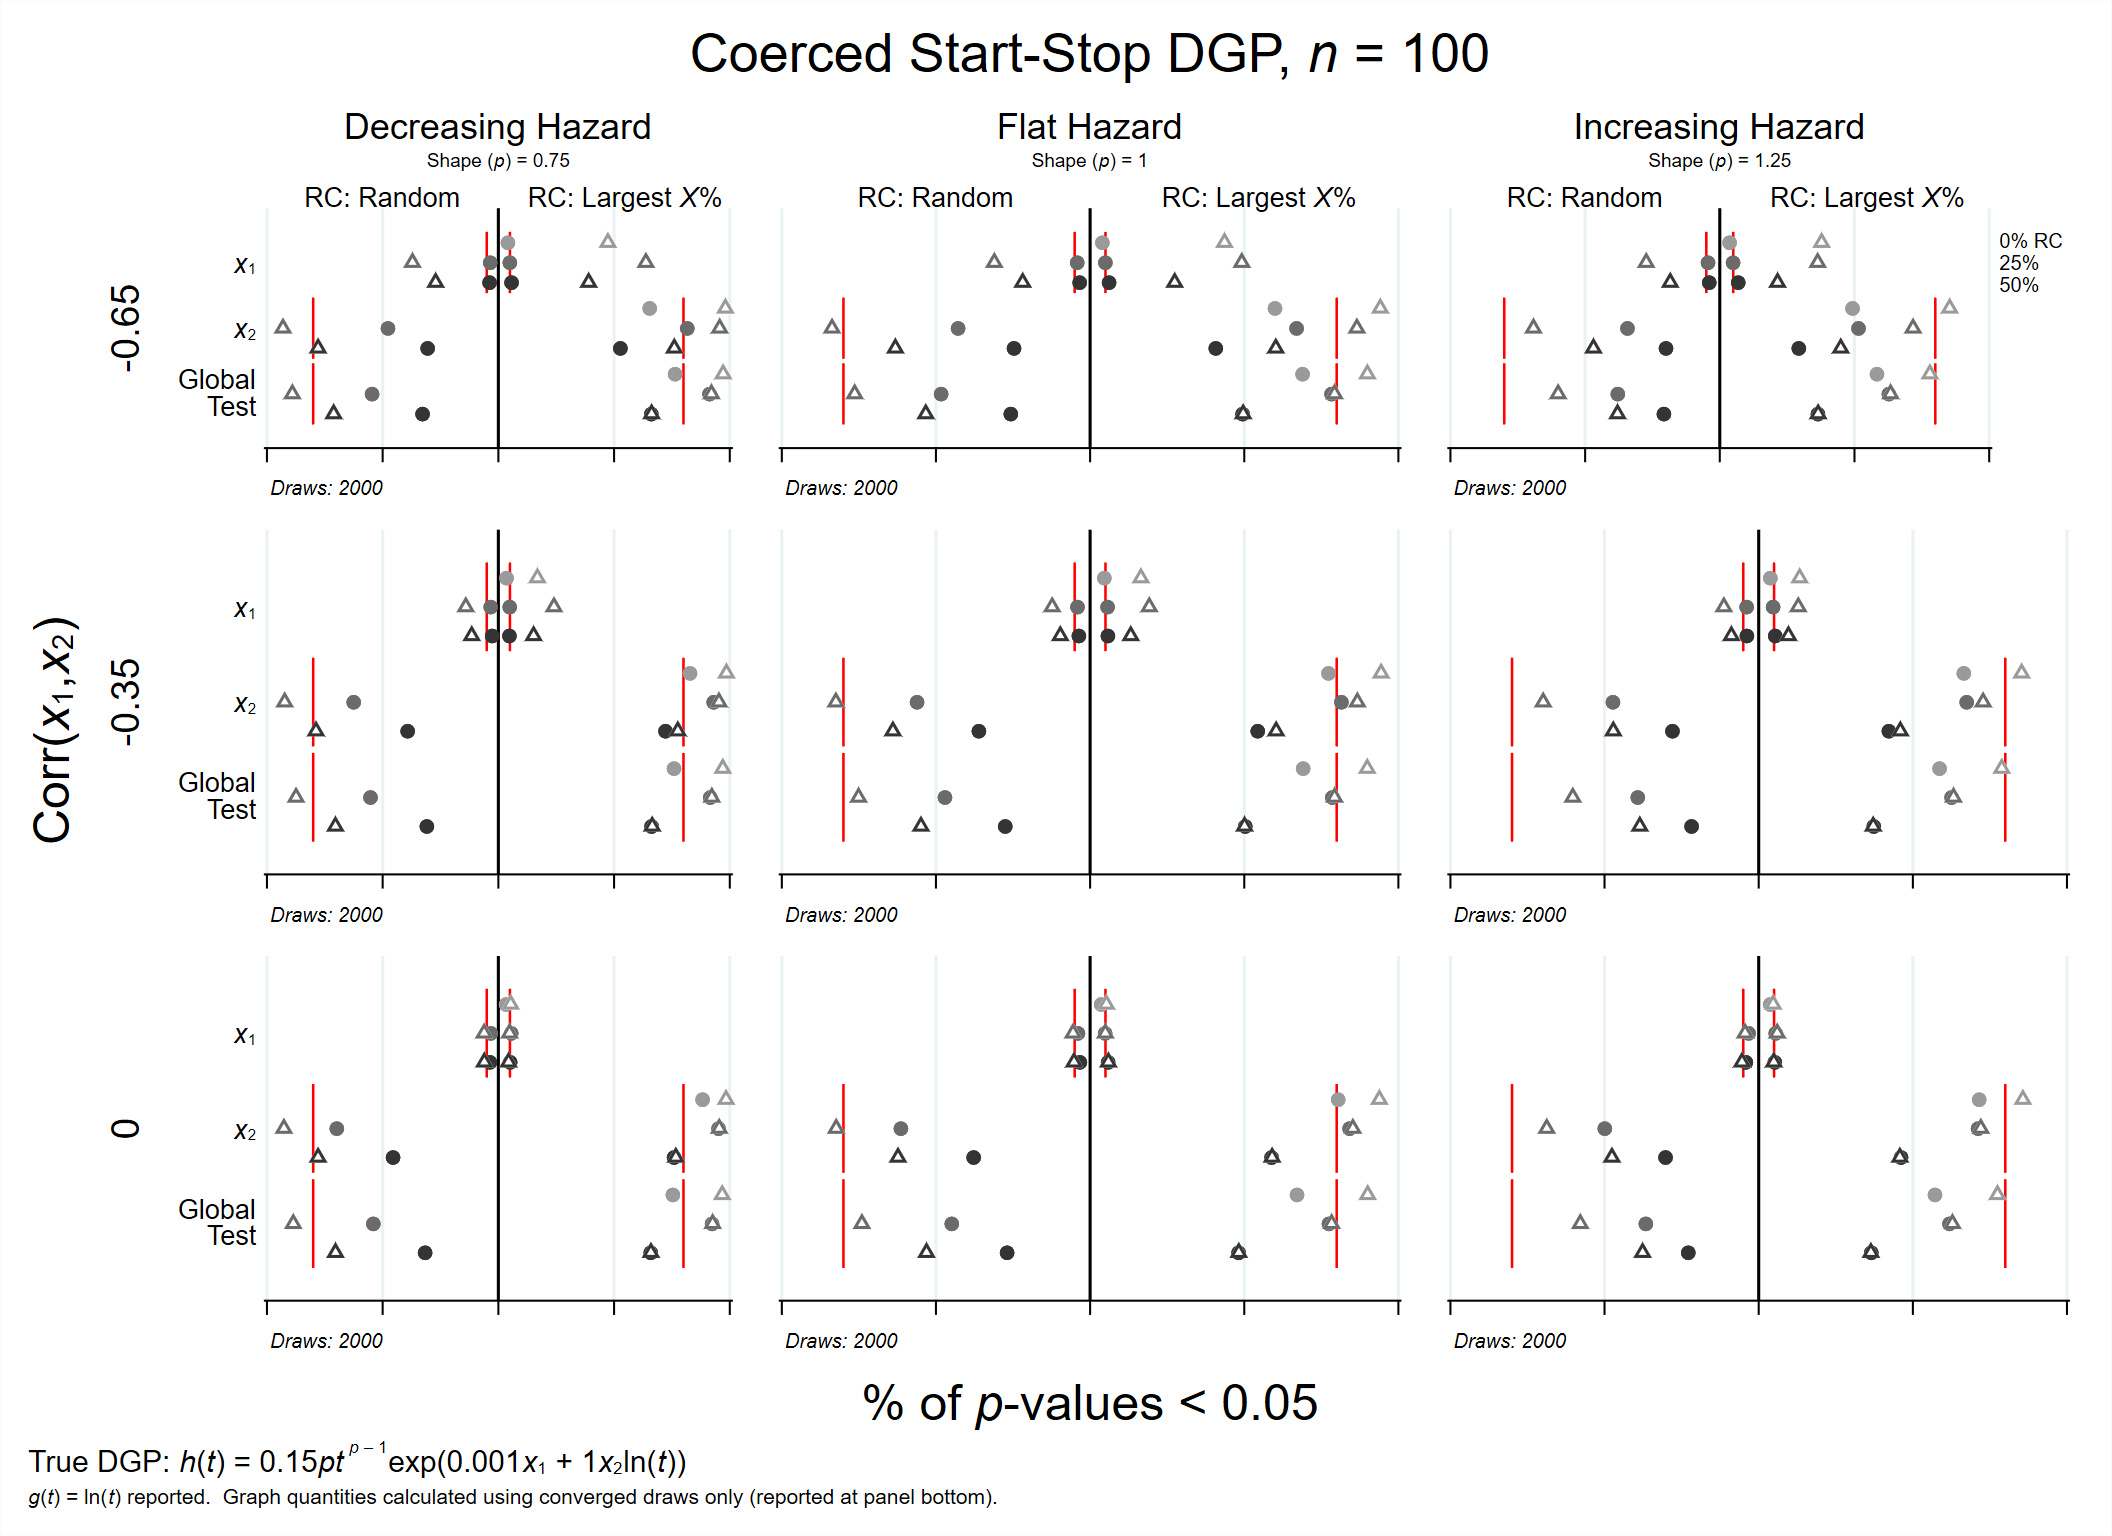 Coerced Start-Stop DGP, n = 100
Decreasing Hazard
Shape (p) = 0.75
RC: Random
RC: Largest X%
Flat Hazard
Shape (p) = 1
RC: Random
RC: Largest X%
Increasing Hazard
Shape (p) = 1.25
RC: Random
RC: Largest X%
0% RC
25%
50%
Corr(x1,x2)
-0.65
x1
x2
Global
Test
Draws: 2000
Draws: 2000
Draws: 2000
-0.35
x1
x2
Global
Test
Draws: 2000
Draws: 2000
Draws: 2000
0
x1
x2
Global
Test
Draws: 2000
Draws: 2000
Draws: 2000
% of p-values < 0.05
True DGP: h(t) = 0.15pt^p − 1 exp(0.001x1 + 1x2ln(t))
g(t) = ln(t) reported. Graph quantities calculated using converged draws only (reported at panel bottom).